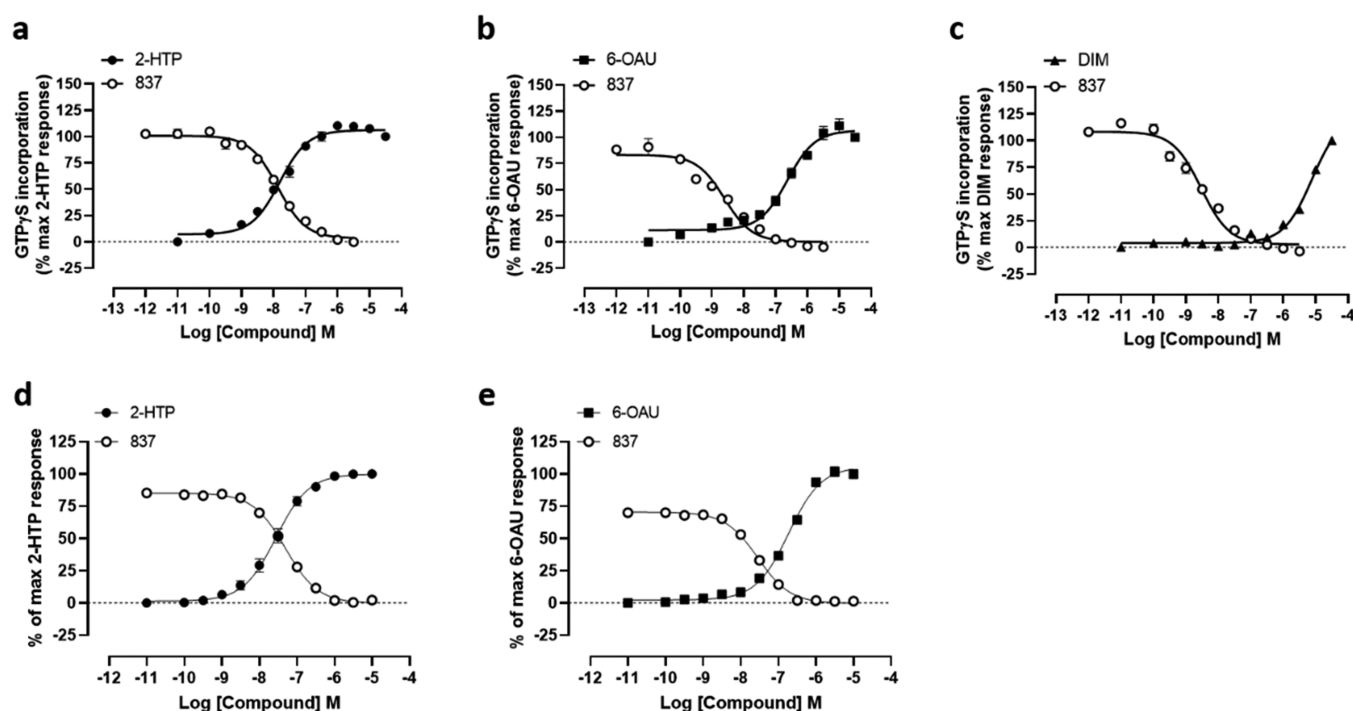 a
2-HTP
837
GTPγS incorporation
(% max 2-HTP response)
150
125
100
75
50
25
0
-25
-13 -12 -11 -10 -9 -8 -7 -6 -5 -4
Log [Compound] M
b
6-OAU
837
GTPγS incorporation
(% max 6-OAU response)
150
125
100
75
50
25
0
-25
-13 -12 -11 -10 -9 -8 -7 -6 -5 -4
Log [Compound] M
c
DIM
837
GTPγS incorporation
(% max DIM response)
150
125
100
75
50
25
0
-25
-13 -12 -11 -10 -9 -8 -7 -6 -5 -4
Log [Compound] M
d
2-HTP
837
% of max 2-HTP response
125
100
75
50
25
0
-25
-12 -11 -10 -9 -8 -7 -6 -5 -4
Log [Compound] M
e
6-OAU
837
% of max 6-OAU response
125
100
75
50
25
0
-25
-12 -11 -10 -9 -8 -7 -6 -5 -4
Log [Compound] M